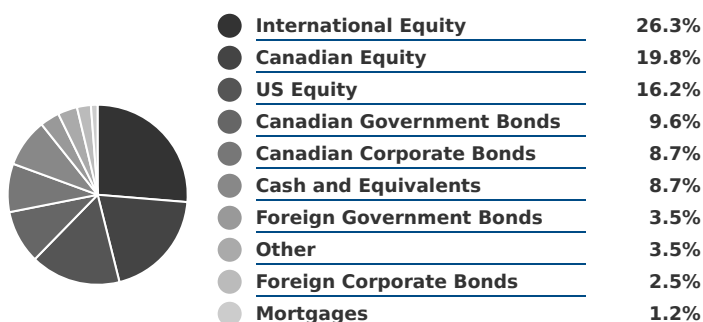 International Equity 26.3%
Canadian Equity 19.8%
US Equity 16.2%
Canadian Government Bonds 9.6%
Canadian Corporate Bonds 8.7%
Cash and Equivalents 8.7%
Foreign Government Bonds 3.5%
Other 3.5%
Foreign Corporate Bonds 2.5%
Mortgages 1.2%